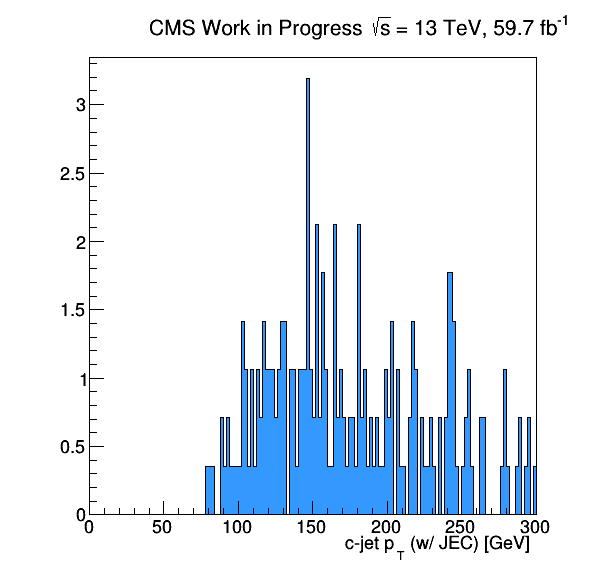 CMS Work in Progress √s = 13 TeV, 59.7 fb⁻¹
3
2.5
2
1.5
1
0.5
0
0 50 100 150 200 250 300
c-jet p_T (w/ JEC) [GeV]